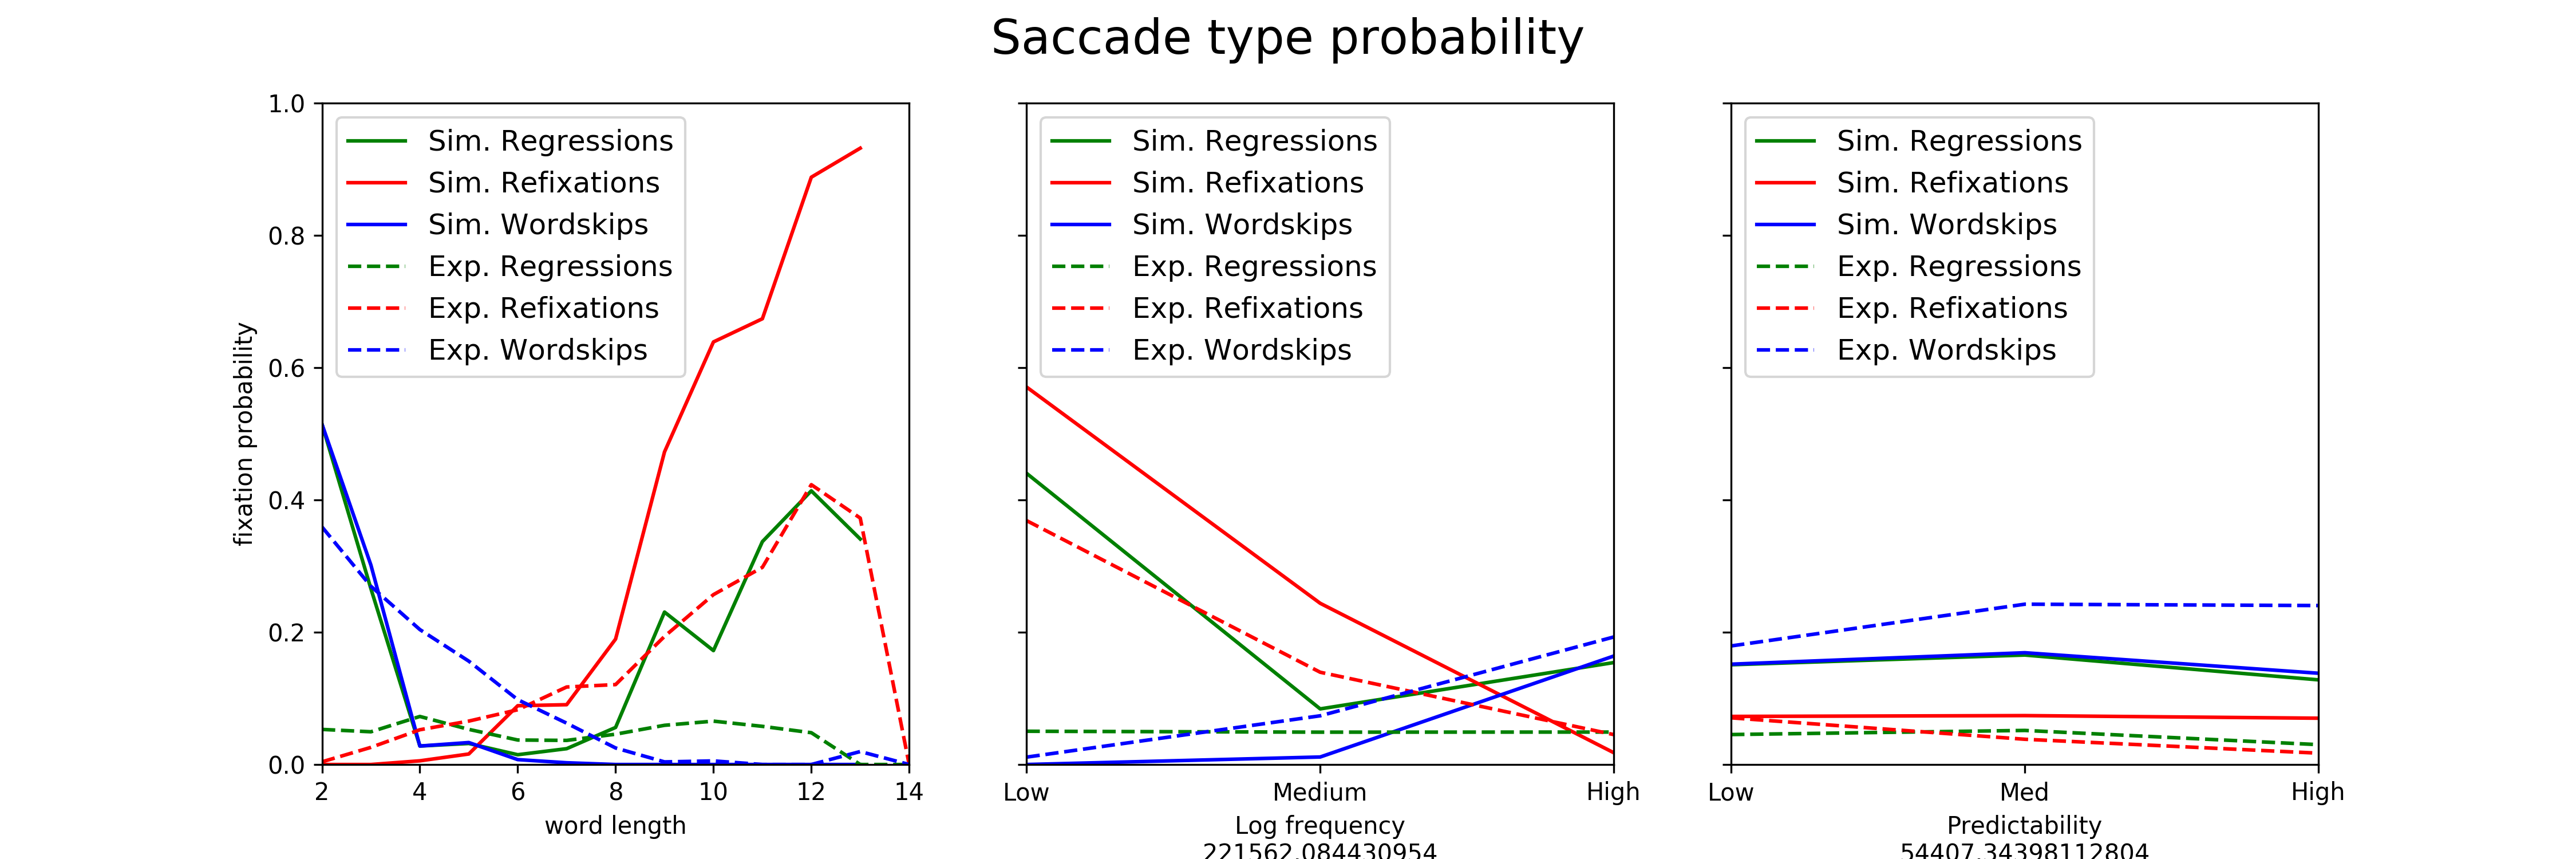 Saccade type probability
1.0
0.8
0.6
0.4
0.2
0.0
fixation probability
Sim. Regressions
Sim. Refixations
Sim. Wordskips
Exp. Regressions
Exp. Refixations
Exp. Wordskips
2 4 6 8 10 12 14
word length
Sim. Regressions
Sim. Refixations
Sim. Wordskips
Exp. Regressions
Exp. Refixations
Exp. Wordskips
Low Medium High
Log frequency
221562.084430954
Sim. Regressions
Sim. Refixations
Sim. Wordskips
Exp. Regressions
Exp. Refixations
Exp. Wordskips
Low Med High
Predictability
54407.34398112804